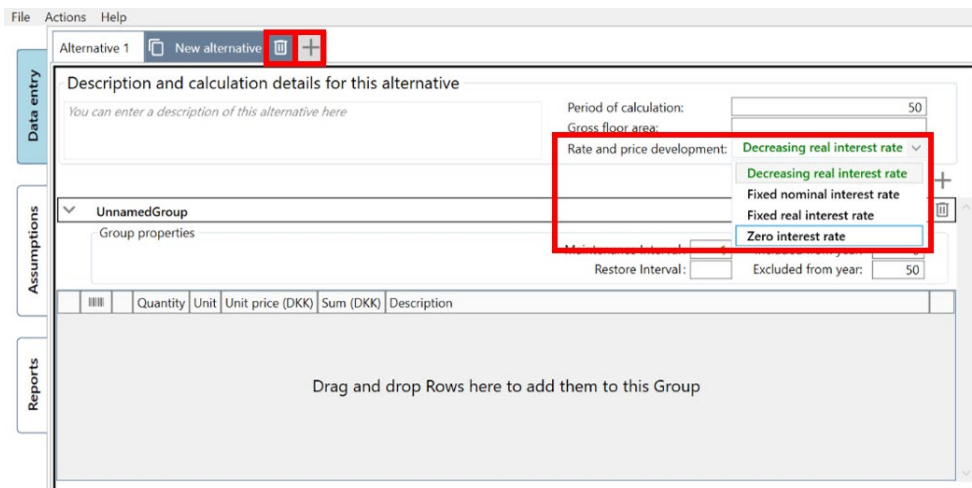 File Actions Help
Alternative 1 New alternative
Data entry
Assumptions
Reports
Description and calculation details for this alternative
You can enter a description of this alternative here
Period of calculation: 50
Gross floor area:
Rate and price development: Decreasing real interest rate
Decreasing real interest rate
Fixed nominal interest rate
Fixed real interest rate
Zero interest rate
UnnamedGroup
Group properties
Restore Interval: Excluded from year: 50
Quantity Unit Unit price (DKK) Sum (DKK) Description
Drag and drop Rows here to add them to this Group